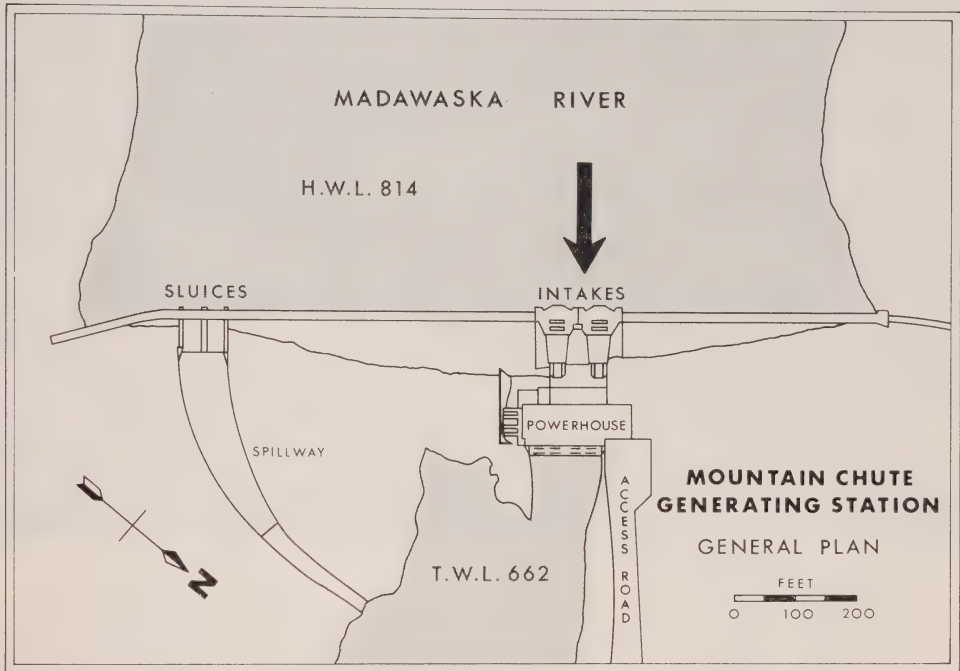 MADAWASKA RIVER
H.W.L. 814
SLUICES
INTAKES
POWERHOUSE
SPILLWAY
ACCESS ROAD
T.W.L. 662
N
MOUNTAIN CHUTE
GENERATING STATION
GENERAL PLAN
FEET
0 100 200